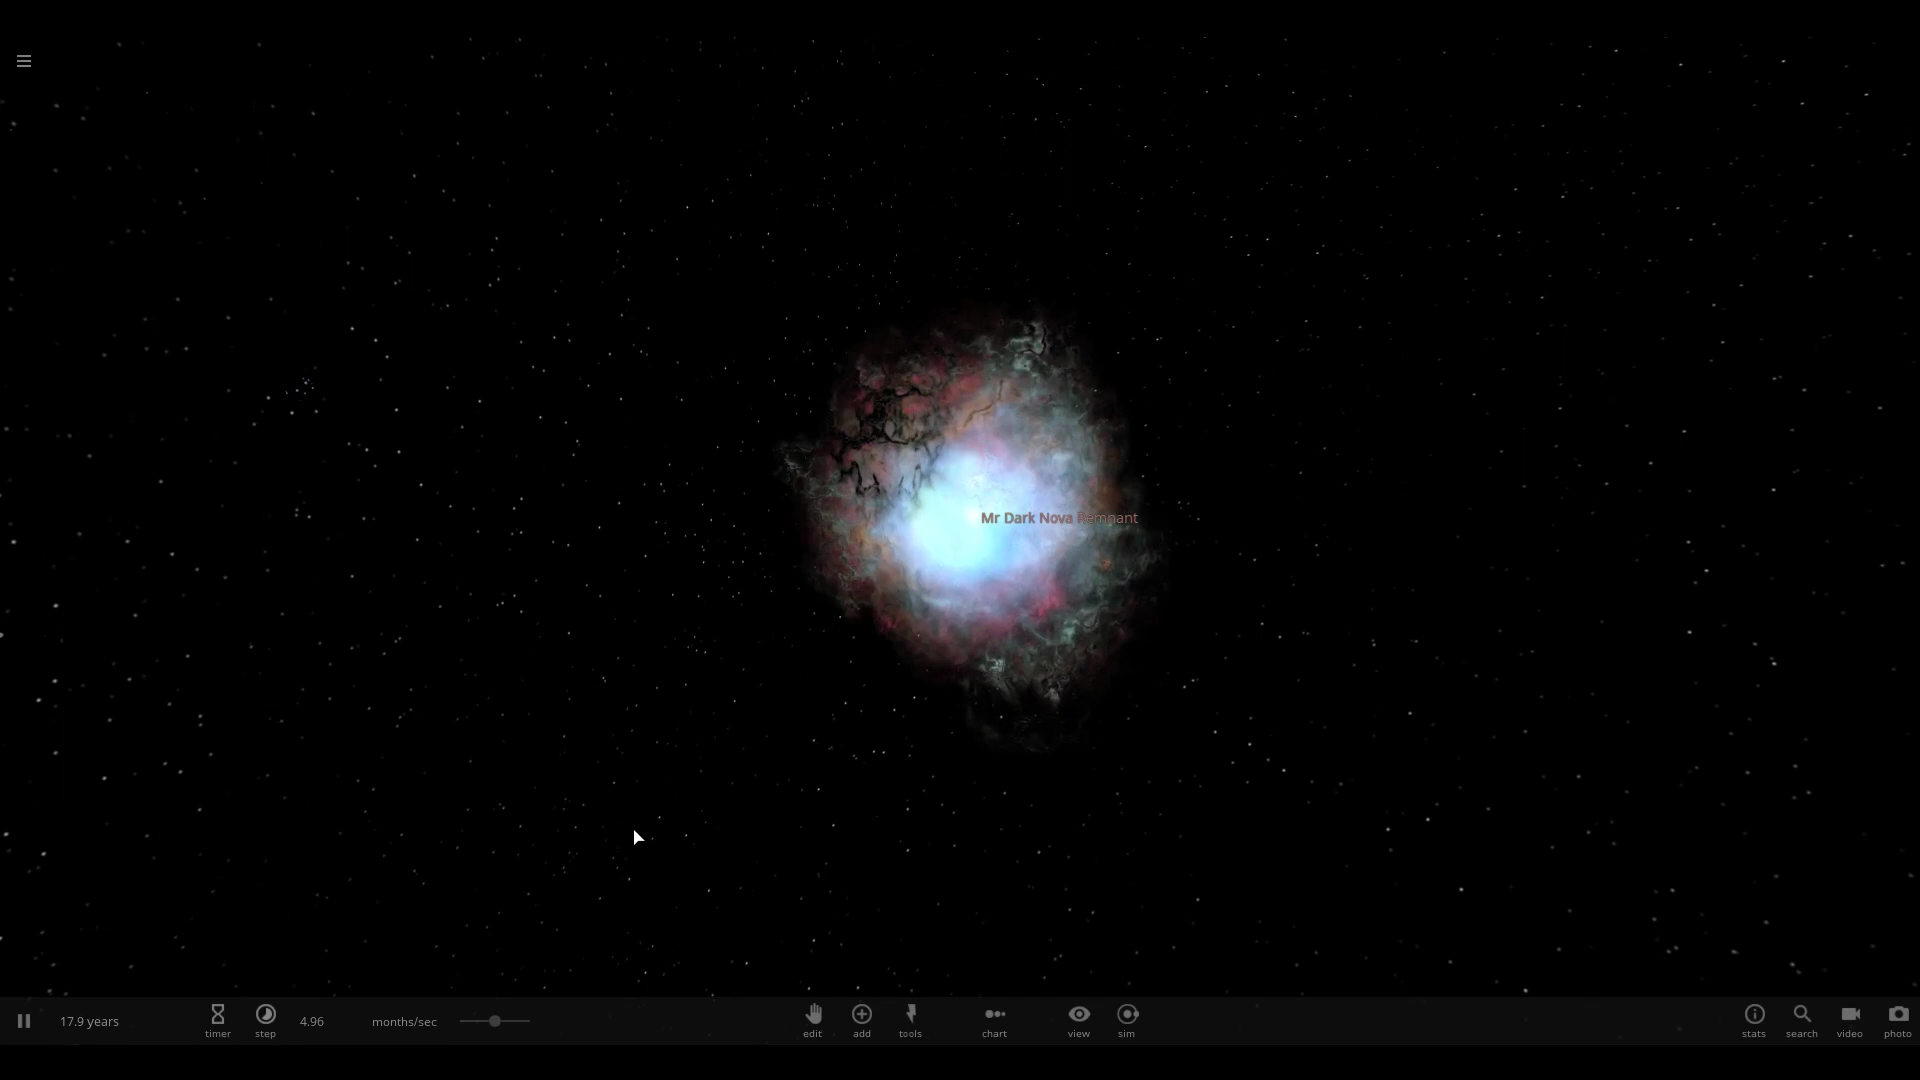 Mr Dark Nova Remnant
17.9 years
timer
step
4.96
months/sec
edit
add
tools
chart
view
sim
stats
search
video
photo